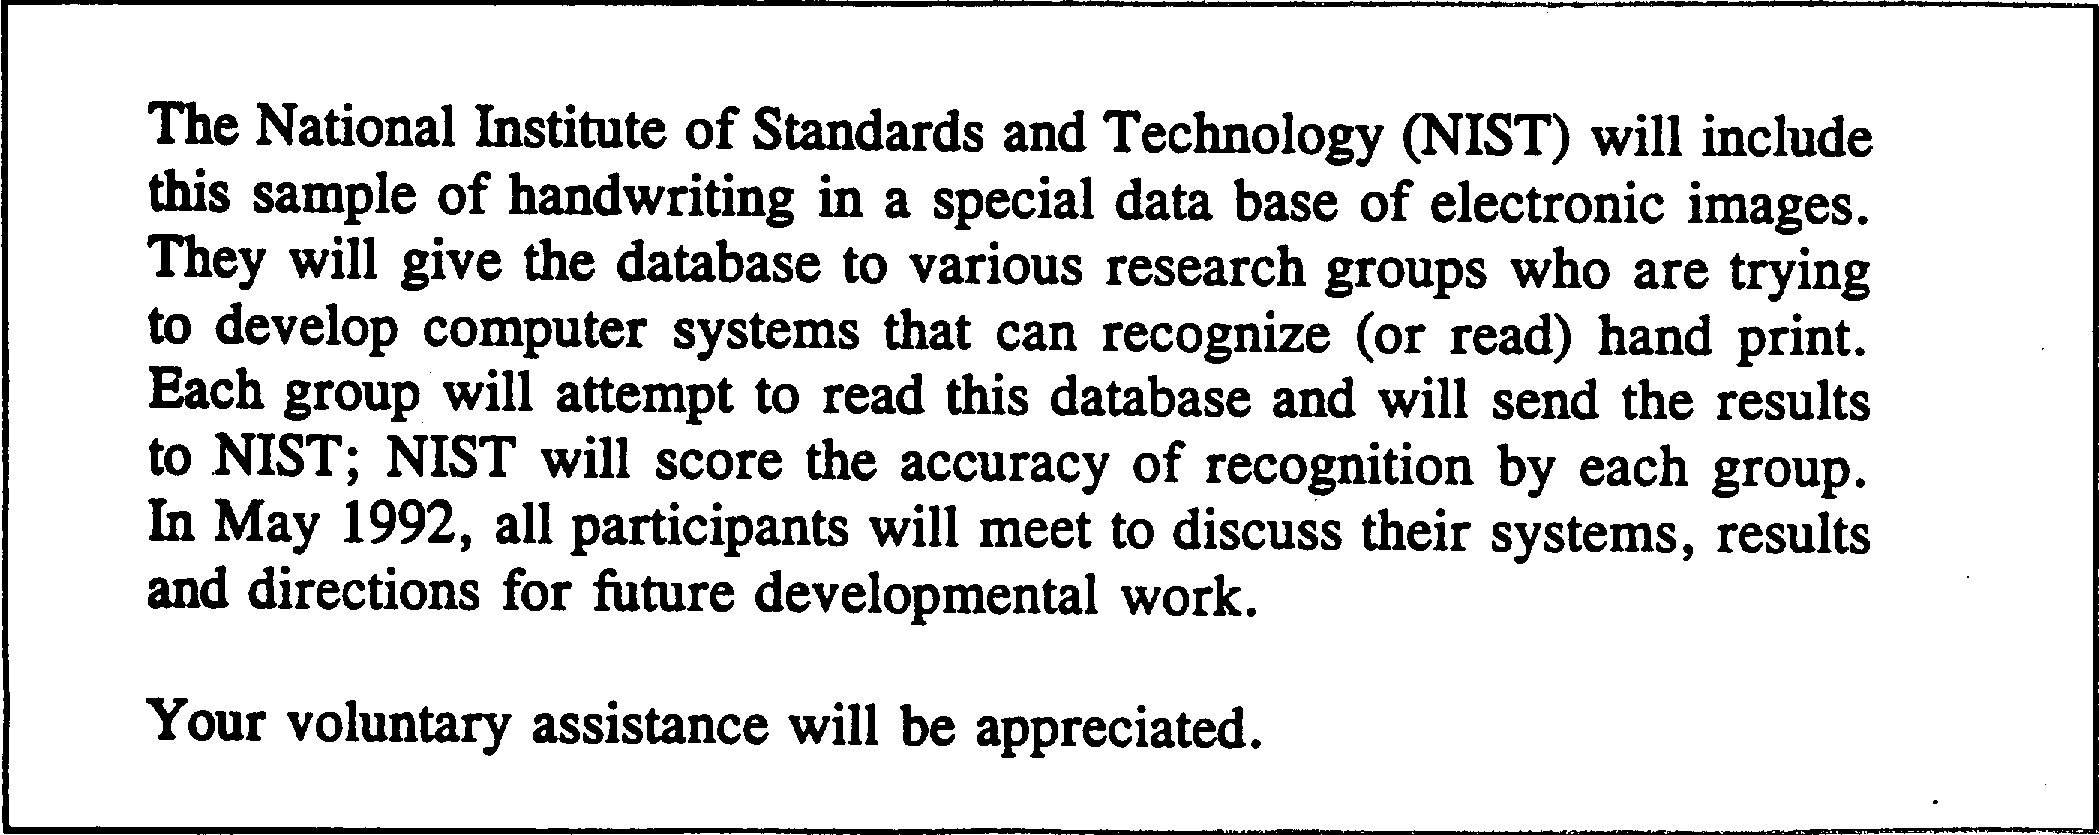 The National Institute of Standards and Technology (NIST) will include
this sample of handwriting in a special data base of electronic images.
They will give the database to various research groups who are trying
to develop computer systems that can recognize (or read) hand print.
Each group will attempt to read this database and will send the results
to NIST; NIST will score the accuracy of recognition by each group.
In May 1992, all participants will meet to discuss their systems, results
and directions for future developmental work.
Your voluntary assistance will be appreciated.